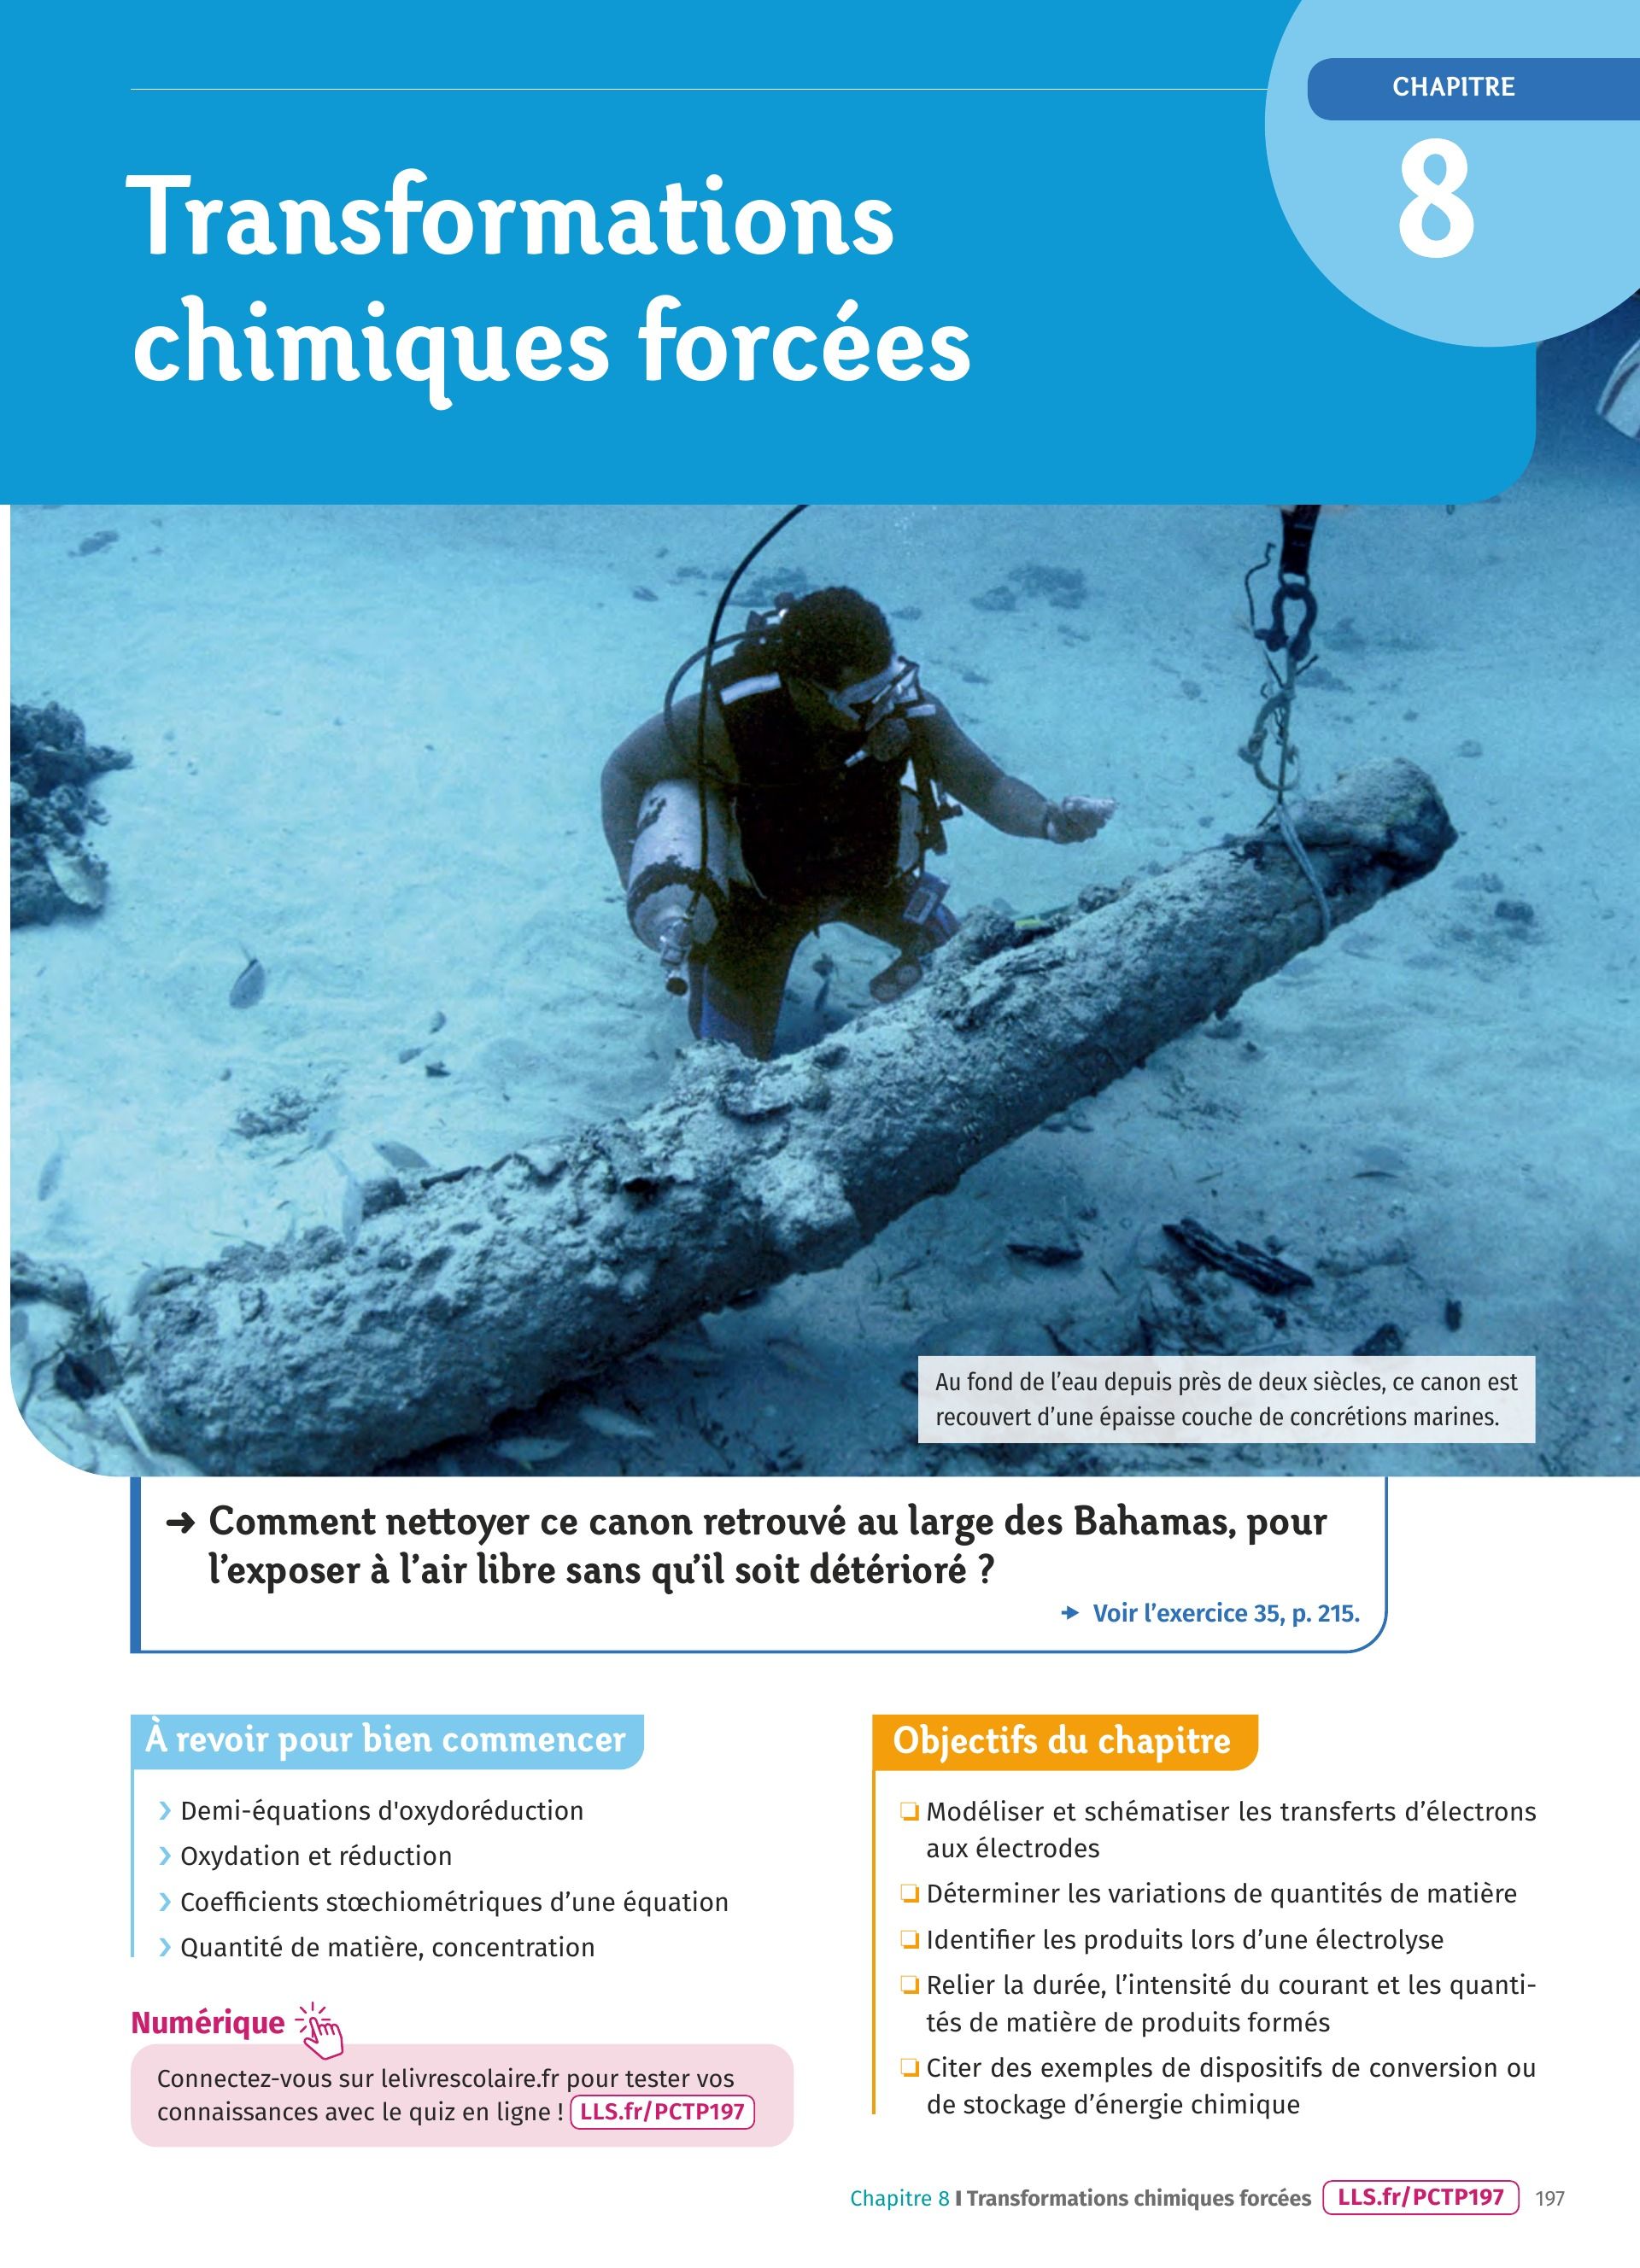 CHAPITRE
8
Transformations
chimiques forcées
Au fond de l’eau depuis près de deux siècles, ce canon est
recouvert d’une épaisse couche de concrétions marines.
➔ Comment nettoyer ce canon retrouvé au large des Bahamas, pour
l’exposer à l’air libre sans qu’il soit détérioré ?
Voir l’exercice 35, p. 215.
À revoir pour bien commencer
› Demi-équations d'oxydoréduction
› Oxydation et réduction
› Coefficients stœchiométriques d’une équation
› Quantité de matière, concentration
Numérique
Connectez-vous sur lelivrescolaire.fr pour tester vos
connaissances avec le quiz en ligne ! LLS.fr/PCTP197
Objectifs du chapitre
❏ Modéliser et schématiser les transferts d’électrons
aux électrodes
❏ Déterminer les variations de quantités de matière
❏ Identifier les produits lors d’une électrolyse
❏ Relier la durée, l’intensité du courant et les quanti-
tés de matière de produits formés
❏ Citer des exemples de dispositifs de conversion ou
de stockage d’énergie chimique
Chapitre 8 I Transformations chimiques forcées LLS.fr/PCTP197 197